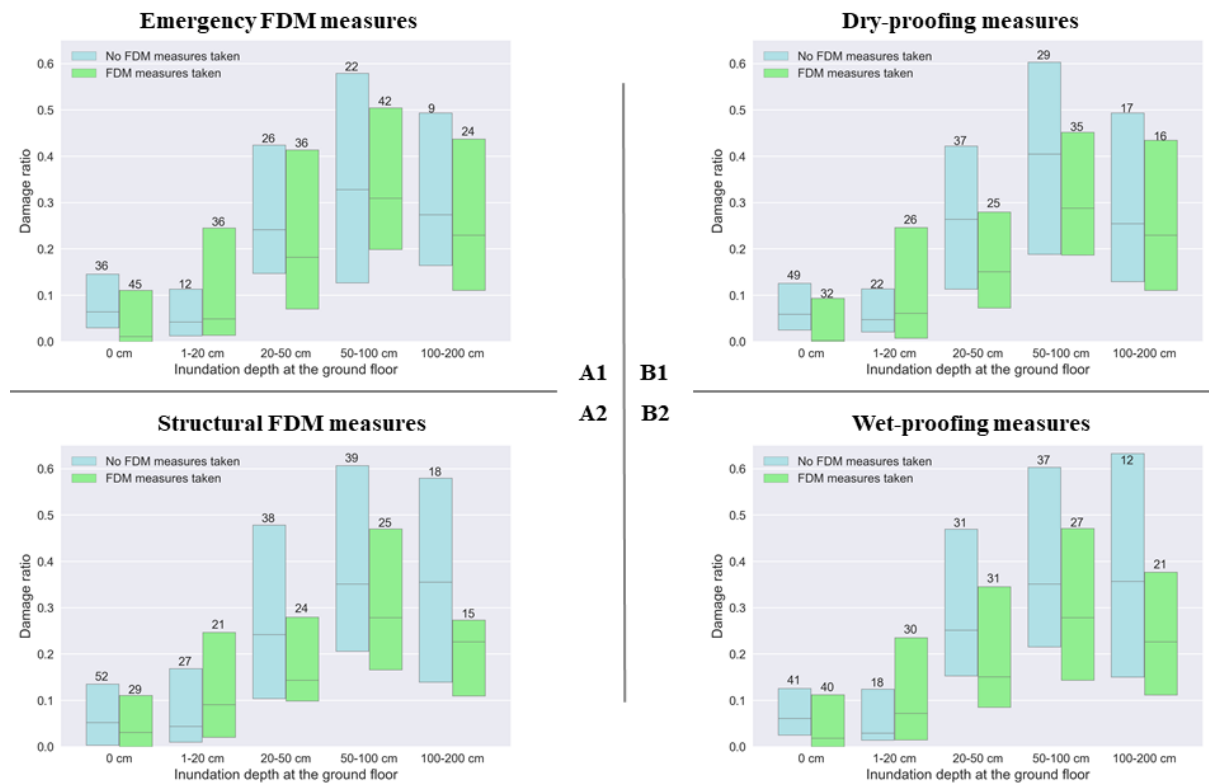 Emergency FDM measures
No FDM measures taken
FDM measures taken
Damage ratio
0.6
0.5
0.4
0.3
0.2
0.1
0.0
36
45
12
36
26
36
22
42
9
24
0 cm
1-20 cm
20-50 cm
50-100 cm
100-200 cm
Inundation depth at the ground floor
A1
Dry-proofing measures
No FDM measures taken
FDM measures taken
Damage ratio
0.6
0.5
0.4
0.3
0.2
0.1
0.0
49
32
22
26
37
25
29
35
17
16
0 cm
1-20 cm
20-50 cm
50-100 cm
100-200 cm
Inundation depth at the ground floor
B1
A2
Structural FDM measures
No FDM measures taken
FDM measures taken
Damage ratio
0.6
0.5
0.4
0.3
0.2
0.1
0.0
52
29
27
21
38
24
39
25
18
15
0 cm
1-20 cm
20-50 cm
50-100 cm
100-200 cm
Inundation depth at the ground floor
B2
Wet-proofing measures
No FDM measures taken
FDM measures taken
Damage ratio
0.6
0.5
0.4
0.3
0.2
0.1
0.0
41
40
18
30
31
31
37
27
12
21
0 cm
1-20 cm
20-50 cm
50-100 cm
100-200 cm
Inundation depth at the ground floor